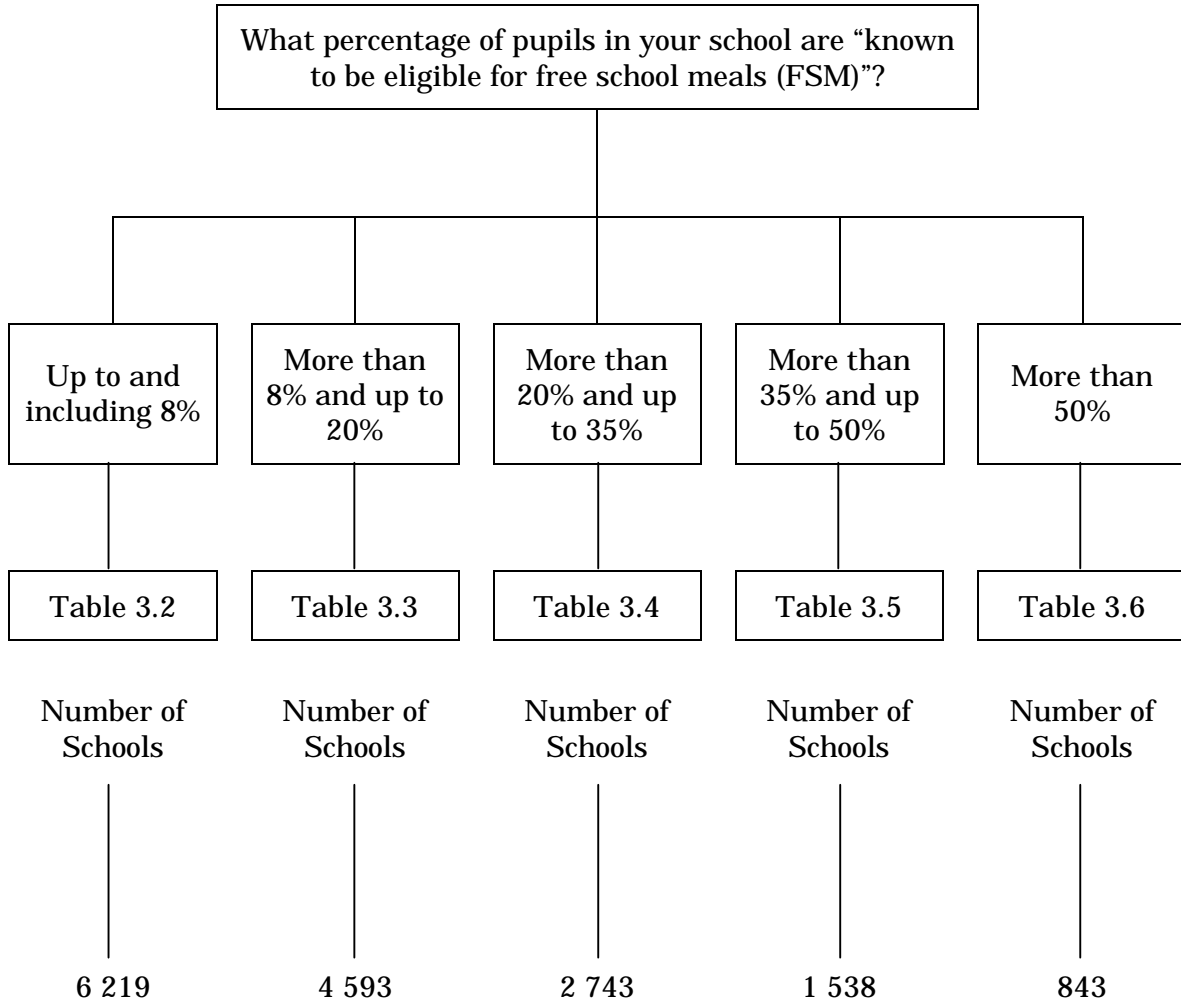 What percentage of pupils in your school are “known
to be eligible for free school meals (FSM)”?
Up to and
including 8%
More than
8% and up to
20%
More than
20% and up
to 35%
More than
35% and up
to 50%
More than
50%
Table 3.2
Table 3.3
Table 3.4
Table 3.5
Table 3.6
Number of
Schools
Number of
Schools
Number of
Schools
Number of
Schools
Number of
Schools
6 219
4 593
2 743
1 538
843